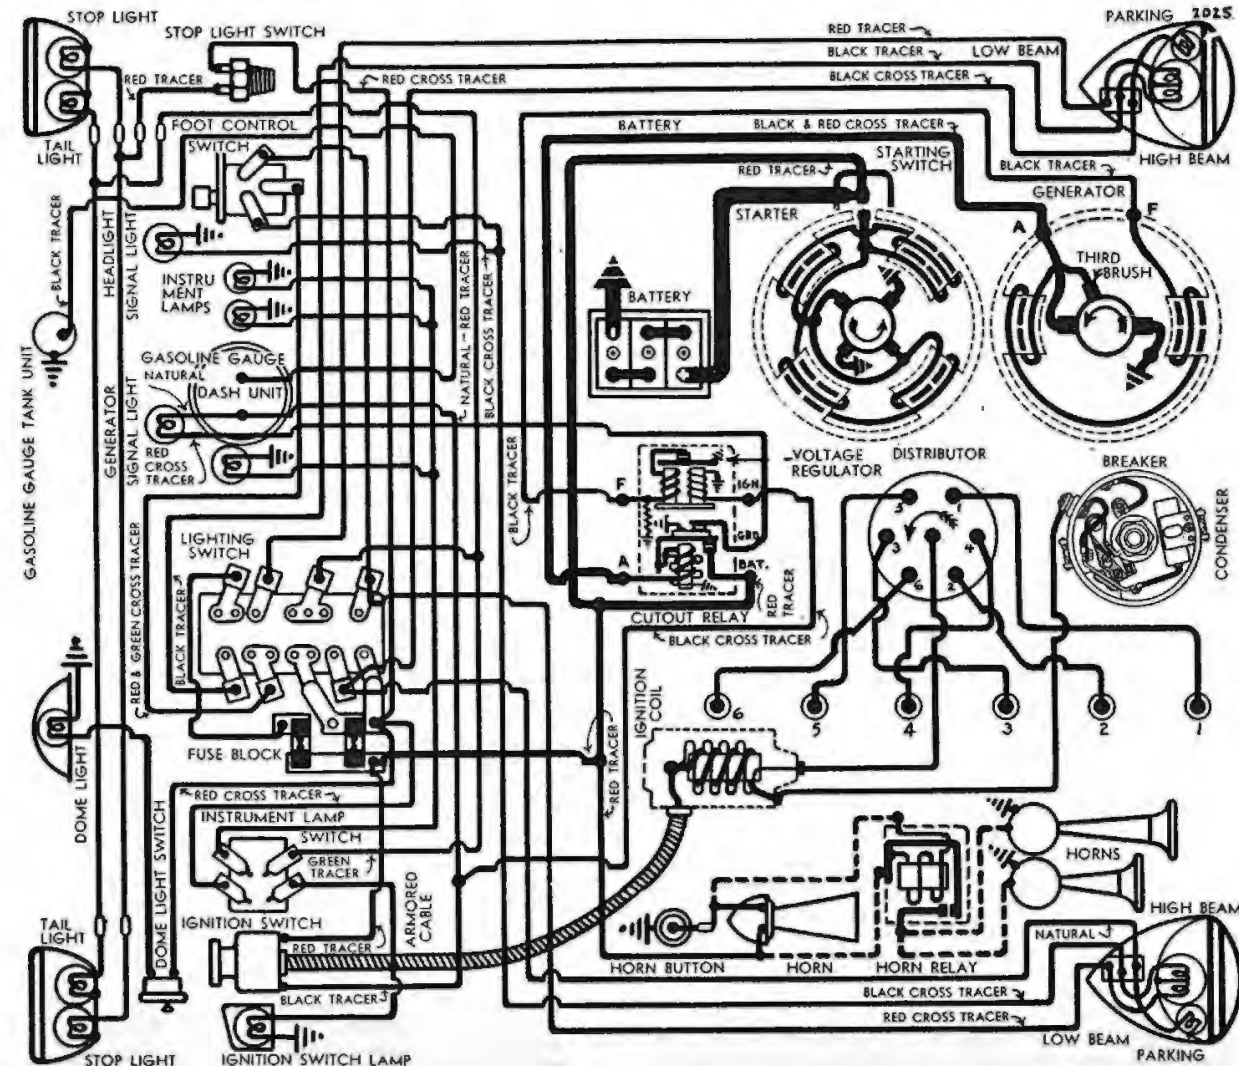 STOP LIGHT
PARKING 2025
STOP LIGHT SWITCH
RED TRACER
BLACK TRACER
LOW BEAM
RED TRACER
RED CROSS TRACER
BLACK CROSS TRACER
FOOT CONTROL
SWITCH
BATTERY
BLACK & RED CROSS TRACER
STARTING
SWITCH
TAIL
LIGHT
HIGH BEAM
RED TRACER
BLACK TRACER
GENERATOR
STARTER
F
A
BLACK TRACER
HEADLIGHT
SIGNAL LIGHT
THIRD
BRUSH
INSTRU
MENT
LAMPS
NATURAL - RED TRACER
BLACK CROSS TRACER
BATTERY
GASOLINE GAUGE TANK UNIT
GASOLINE GAUGE
NATURAL
DASH UNIT
GENERATOR
SIGNAL LIGHT
RED
CROSS
TRACER
BLACK TRACER
VOLTAGE
REGULATOR
DISTRIBUTOR
BREAKER
CONDENSER
F
IGN.
GRD.
A
BAT.
5
1
3
4
6
2
RED
TRACER
LIGHTING
SWITCH
CUTOUT RELAY
BLACK CROSS TRACER
RED & GREEN CROSS TRACER
BLACK TRACER
IGNITION
COIL
6
5
4
3
2
1
FUSE BLOCK
RED TRACER
DOME LIGHT
RED CROSS TRACER
INSTRUMENT LAMP
SWITCH
GREEN
TRACER
DOME LIGHT SWITCH
HORNS
IGNITION SWITCH
ARMORED
CABLE
TAIL
LIGHT
RED TRACER
HIGH BEAM
NATURAL
HORN BUTTON
HORN
HORN RELAY
BLACK TRACER
BLACK CROSS TRACER
RED CROSS TRACER
LOW BEAM
STOP LIGHT
IGNITION SWITCH LAMP
PARKING